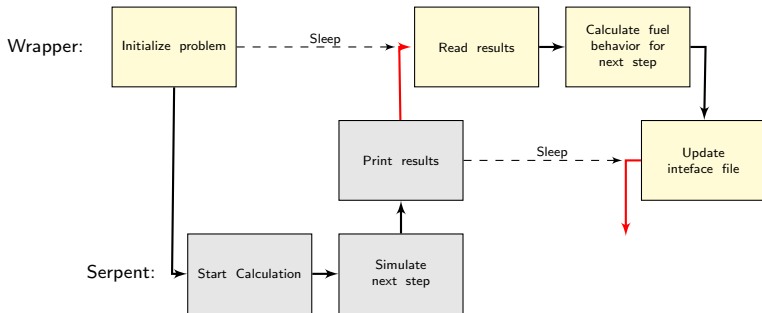 Wrapper:
Initialize problem
Sleep
Read results
Calculate fuel
behavior for
next step
Print results
Sleep
Update
inteface file
Serpent:
Start Calculation
Simulate
next step